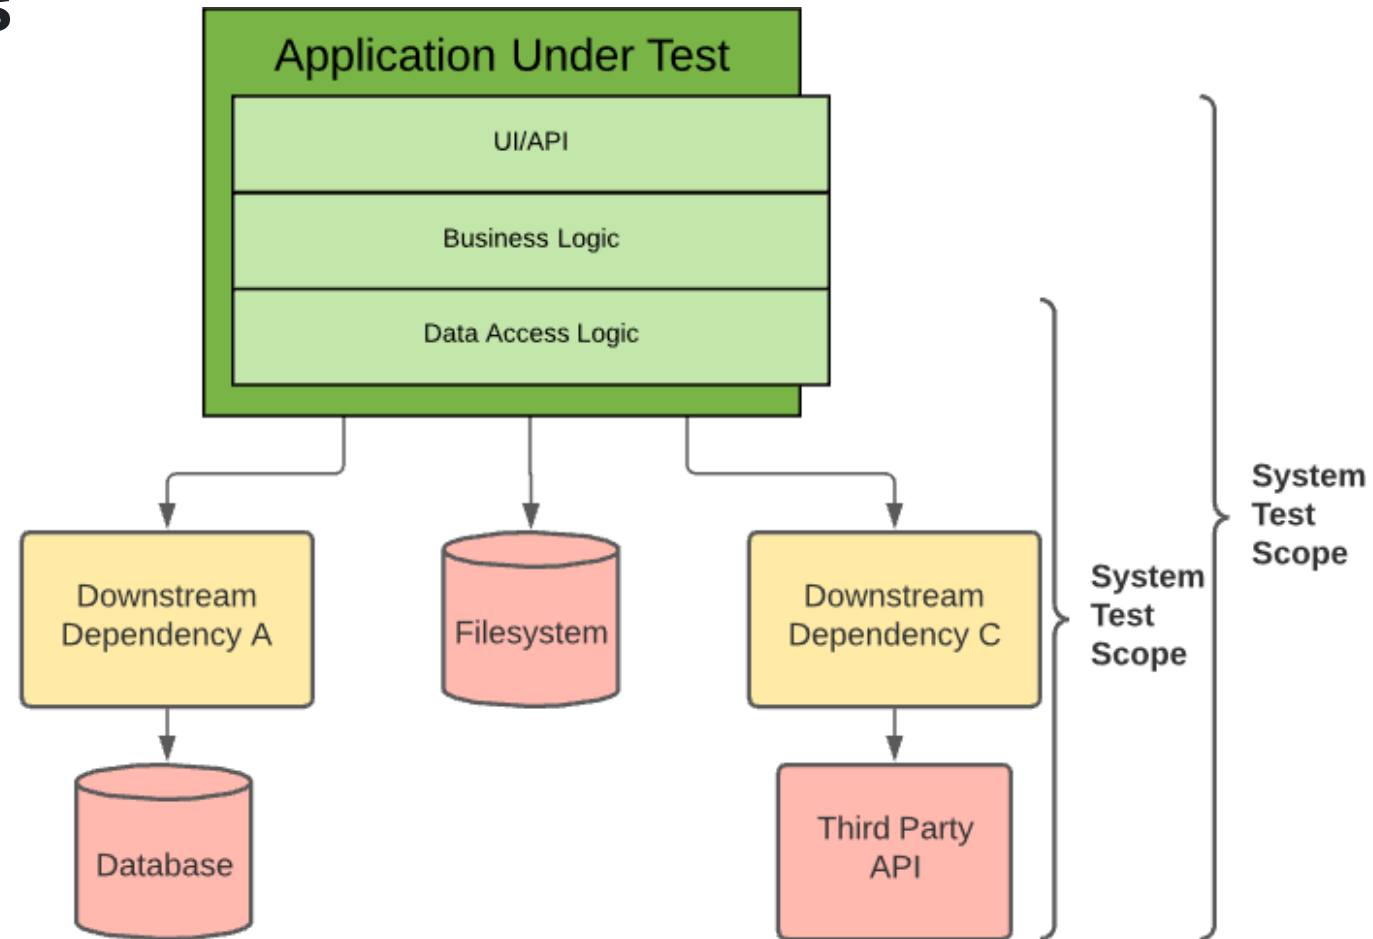 Application Under Test
UI/API
Business Logic
Data Access Logic
Downstream
Dependency A
Filesystem
Downstream
Dependency C
System
Test
Scope
System
Test
Scope
Database
Third Party
API